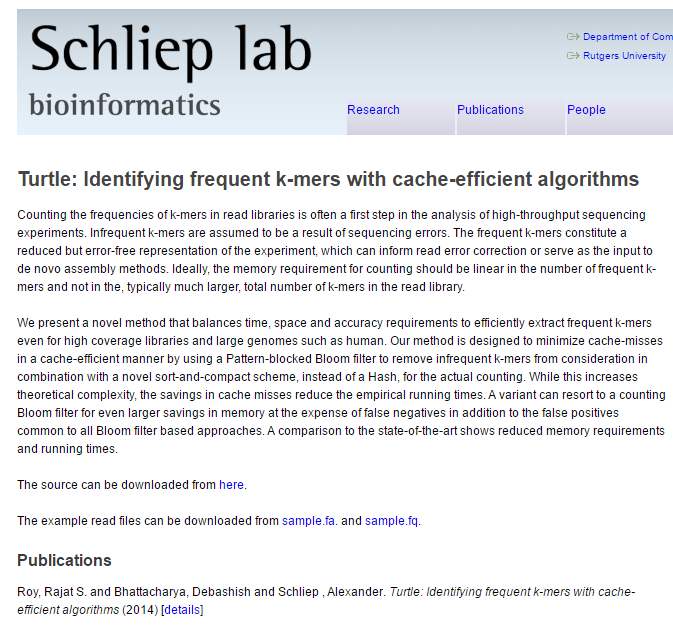 Schliep lab
bioinformatics
Department of Com
Rutgers University
Research Publications People
Turtle: Identifying frequent k-mers with cache-efficient algorithms
Counting the frequencies of k-mers in read libraries is often a first step in the analysis of high-throughput sequencing
experiments. Infrequent k-mers are assumed to be a result of sequencing errors. The frequent k-mers constitute a
reduced but error-free representation of the experiment, which can inform read error correction or serve as the input to
de novo assembly methods. Ideally, the memory requirement for counting should be linear in the number of frequent k-
mers and not in the, typically much larger, total number of k-mers in the read library.
We present a novel method that balances time, space and accuracy requirements to efficiently extract frequent k-mers
even for high coverage libraries and large genomes such as human. Our method is designed to minimize cache-misses
in a cache-efficient manner by using a Pattern-blocked Bloom filter to remove infrequent k-mers from consideration in
combination with a novel sort-and-compact scheme, instead of a Hash, for the actual counting. While this increases
theoretical complexity, the savings in cache misses reduce the empirical running times. A variant can resort to a counting
Bloom filter for even larger savings in memory at the expense of false negatives in addition to the false positives
common to all Bloom filter based approaches. A comparison to the state-of-the-art shows reduced memory requirements
and running times.
The source can be downloaded from here.
The example read files can be downloaded from sample.fa. and sample.fq.
Publications
Roy, Rajat S. and Bhattacharya, Debashish and Schliep , Alexander. Turtle: Identifying frequent k-mers with cache-
efficient algorithms (2014) [details]